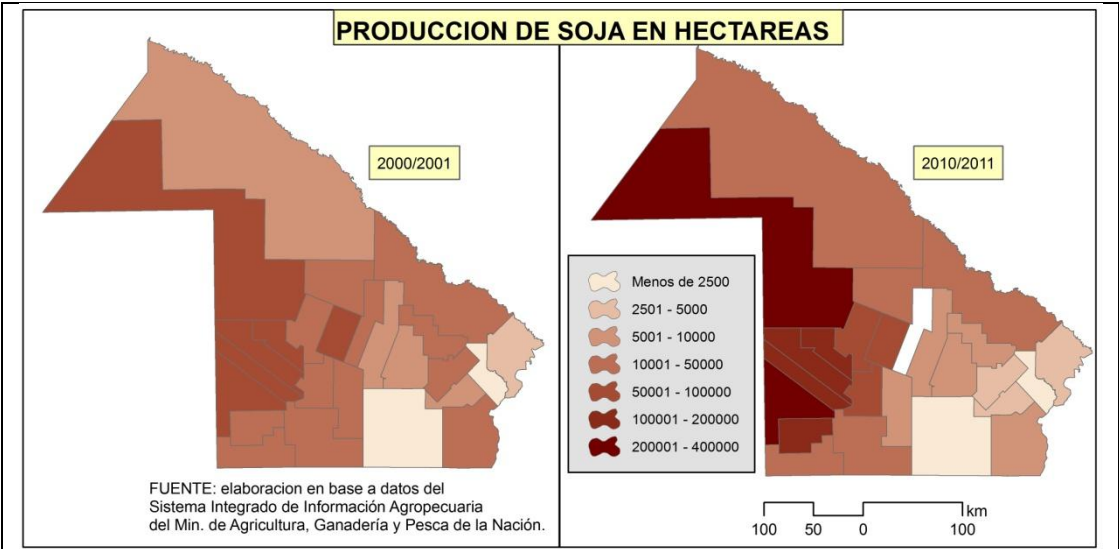 PRODUCCION DE SOJA EN HECTAREAS
2000/2001
2010/2011
Menos de 2500
2501 - 5000
5001 - 10000
10001 - 50000
50001 - 100000
100001 - 200000
200001 - 400000
FUENTE: elaboracion en base a datos del
Sistema Integrado de Información Agropecuaria
del Min. de Agricultura, Ganadería y Pesca de la Nación.
km
100 50 0 100